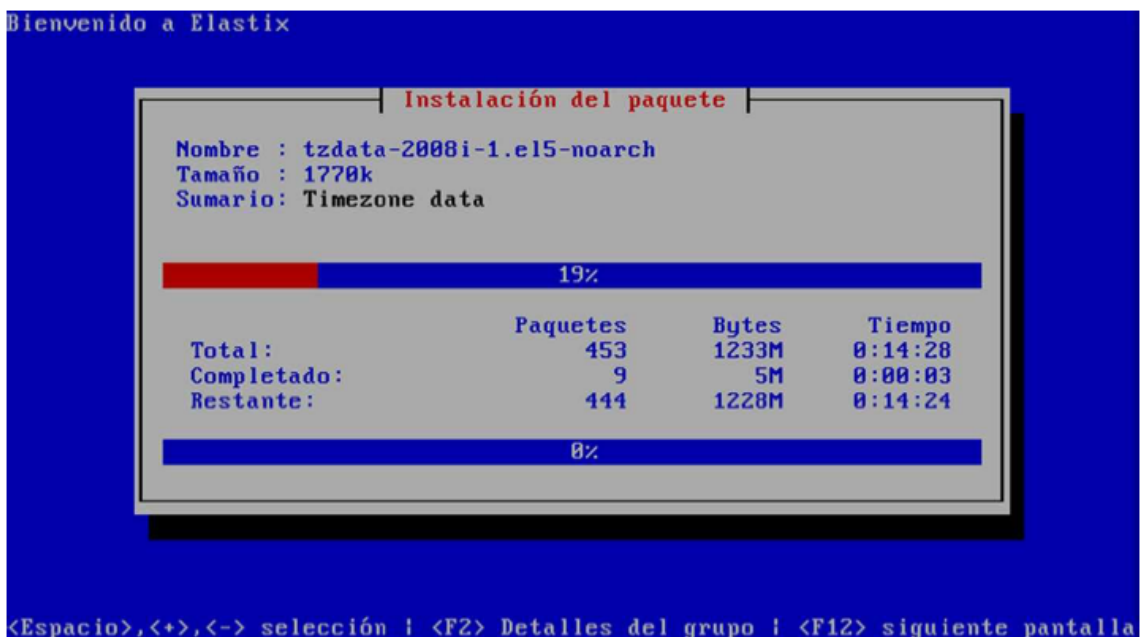 Bienvenido a Elastix
Instalación del paquete
Nombre : tzdata-2008i-1.el5-noarch
Tamaño : 1770k
Sumario: Timezone data
19%
Paquetes Bytes Tiempo
Total: 453 1233M 0:14:28
Completado: 9 5M 0:00:03
Restante: 444 1228M 0:14:24
0%
<Espacio>,<+>,<-> selección | <F2> Detalles del grupo | <F12> siguiente pantalla